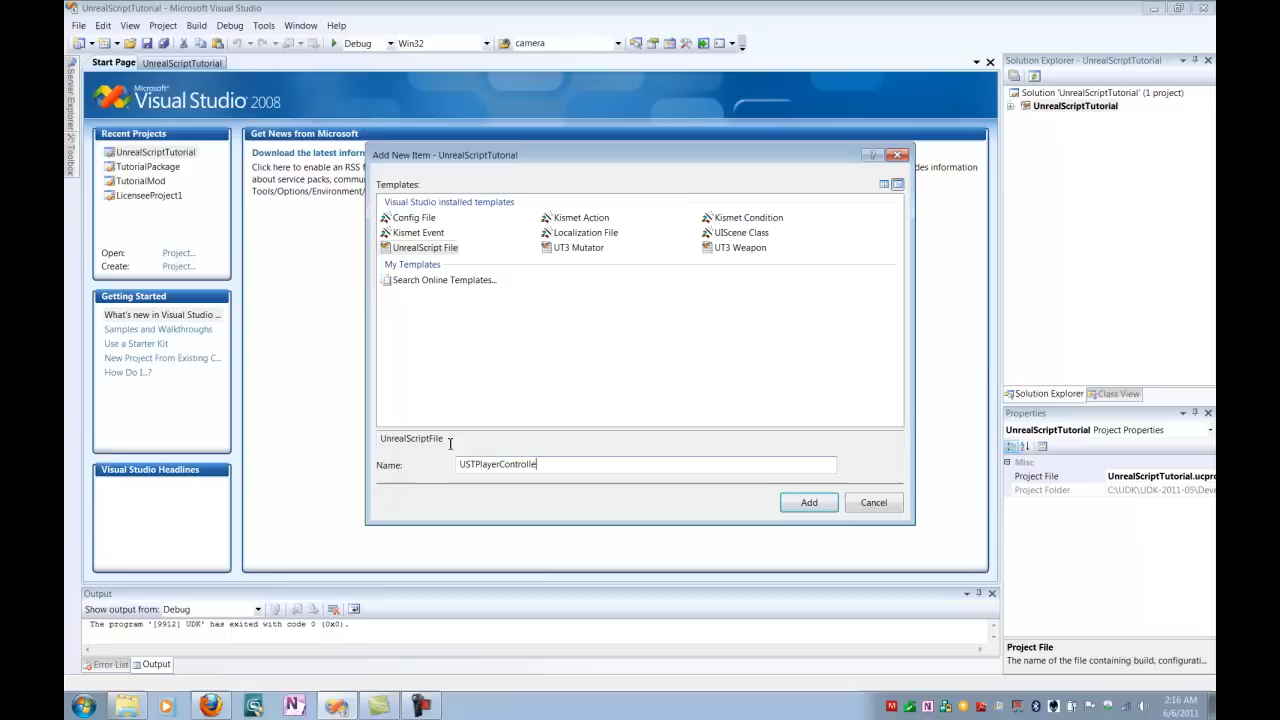 UnrealScriptTutorial - Microsoft Visual Studio
File Edit View Project Build Debug Tools Window Help
Debug Win32 camera
Server Explorer
Toolbox
Start Page UnrealScriptTutorial
Microsoft
Visual Studio 2008
Recent Projects
UnrealScriptTutorial
TutorialPackage
TutorialMod
LicenseeProject1
Open: Project...
Create: Project...
Getting Started
What's new in Visual Studio ...
Samples and Walkthroughs
Use a Starter Kit
New Project From Existing C...
How Do I..?
Visual Studio Headlines
Get News from Microsoft
Download the latest inforn
Click here to enable an RSS f
about service packs, commu
Tools/Options/Environment/
des information
Add New Item - UnrealScriptTutorial
Templates:
Visual Studio installed templates
Config File Kismet Action Kismet Condition
Kismet Event Localization File UIScene Class
UnrealScript File UT3 Mutator UT3 Weapon
My Templates
Search Online Templates...
UnrealScriptFile
Name: USTPlayerControlle
Add Cancel
Solution Explorer - UnrealScriptTutorial
Solution 'UnrealScriptTutorial' (1 project)
UnrealScriptTutorial
Solution Explorer Class View
Properties
UnrealScriptTutorial Project Properties
Misc
Project File UnrealScriptTutorial.ucpro
Project Folder C:\UDK\UDK-2011-05\Deve
Project File
The name of the file containing build, configurati...
Output
Show output from: Debug
The program '[9912] UDK' has exited with code 0 (0x0).
Error List Output
2:16 AM
6/6/2011